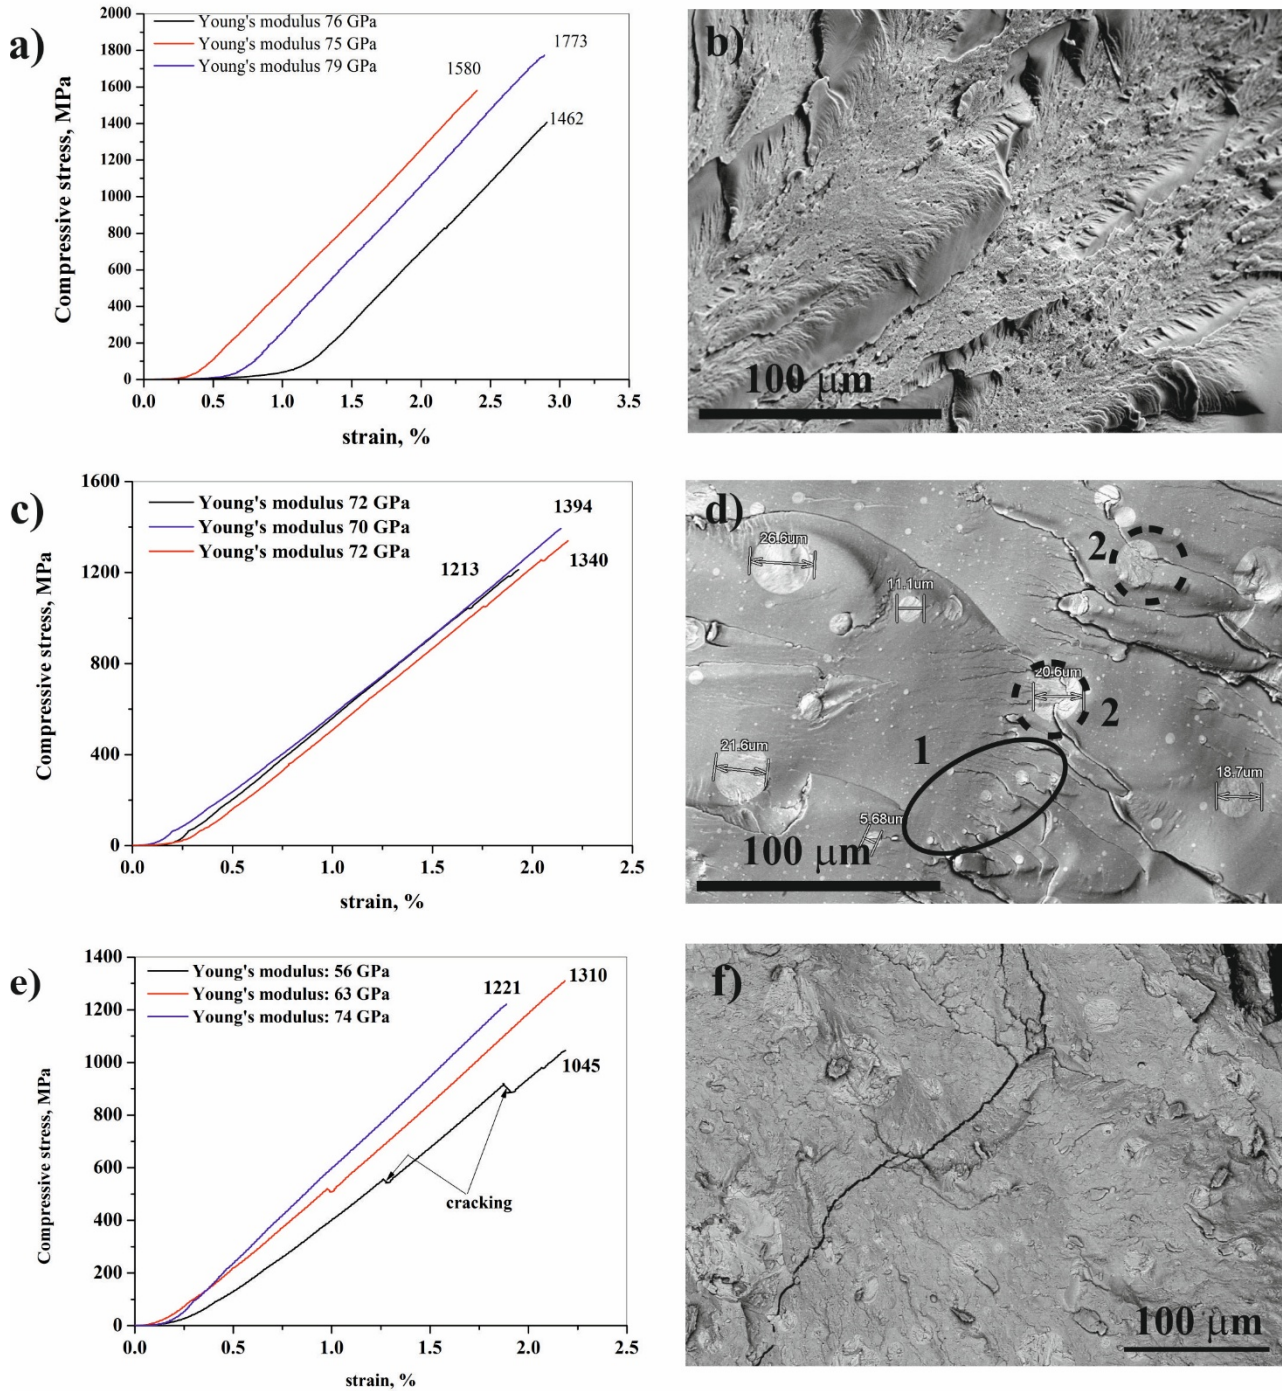 a)
2000
1800
1600
1400
1200
1000
800
600
400
200
0
Compressive stress, MPa
Young's modulus 76 GPa
Young's modulus 75 GPa
Young's modulus 79 GPa
1580
1773
1462
0.0 0.5 1.0 1.5 2.0 2.5 3.0 3.5
strain, %
b)
100 μm
c)
1600
1200
800
400
0
Compressive stress, MPa
Young's modulus 72 GPa
Young's modulus 70 GPa
Young's modulus 72 GPa
1213
1394
1340
0.0 0.5 1.0 1.5 2.0 2.5
strain, %
d)
26.6um
11.1um
2
20.6um
2
21.6um
1
18.7um
5.68um
100 μm
e)
1400
1200
1000
800
600
400
200
0
Compressive stress, MPa
Young's modulus: 56 GPa
Young's modulus: 63 GPa
Young's modulus: 74 GPa
1221
1310
1045
cracking
0.0 0.5 1.0 1.5 2.0 2.5
strain, %
f)
100 μm